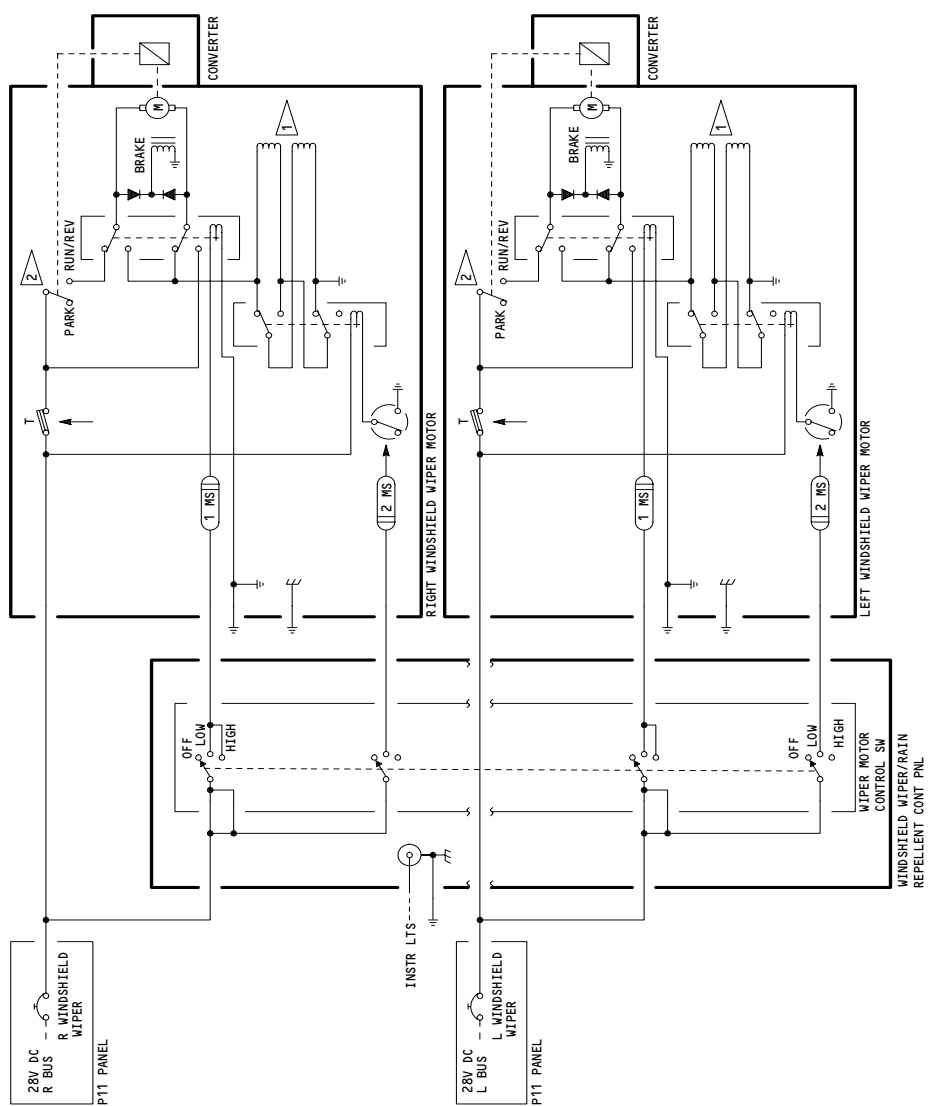 CONVERTER
RIGHT WINDSHIELD WIPER MOTOR
2
PARK
RUN/REV
BRAKE
M
1
T
1 MS
2 MS
CONVERTER
LEFT WINDSHIELD WIPER MOTOR
2
PARK
RUN/REV
BRAKE
M
1
T
1 MS
2 MS
OFF
LOW
HIGH
OFF
LOW
HIGH
WIPER MOTOR
CONTROL SW
WINDSHIELD WIPER/RAIN
REPELLENT CONT PNL
INSTR LTS
28V DC
R BUS
R WINDSHIELD
WIPER
P11 PANEL
28V DC
L BUS
L WINDSHIELD
WIPER
P11 PANEL